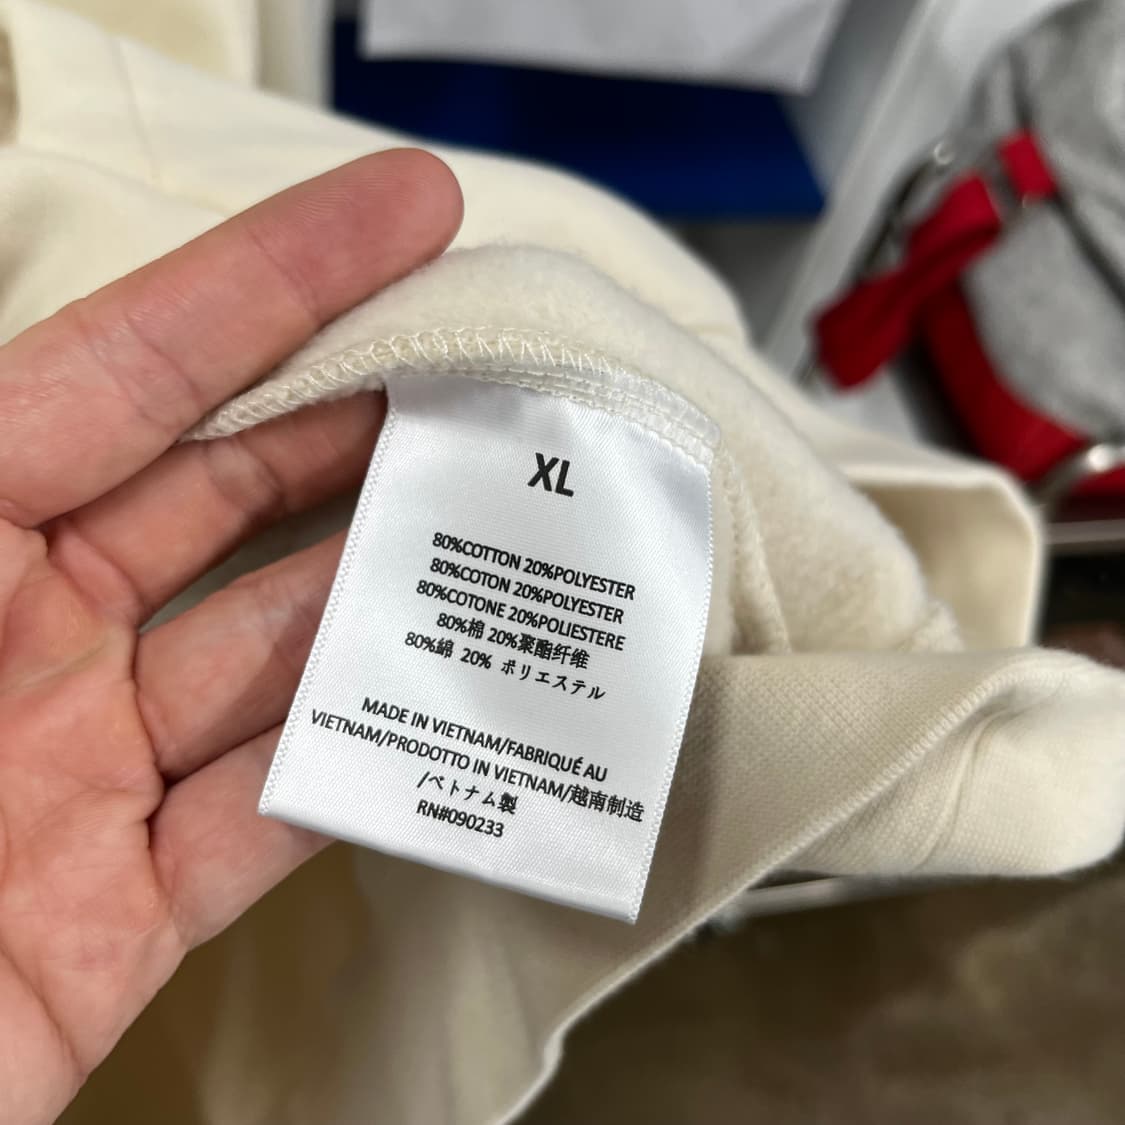 XL
80%COTTON 20%POLYESTER
80%COTON 20%POLYESTER
80%COTONE 20%POLIESTERE
80%棉 20%聚酯纤维
80%綿 20% ポリエステル
MADE IN VIETNAM/FABRIQUÉ AU
VIETNAM/PRODOTTO IN VIETNAM/越南制造
/ベトナム製
RN#090233